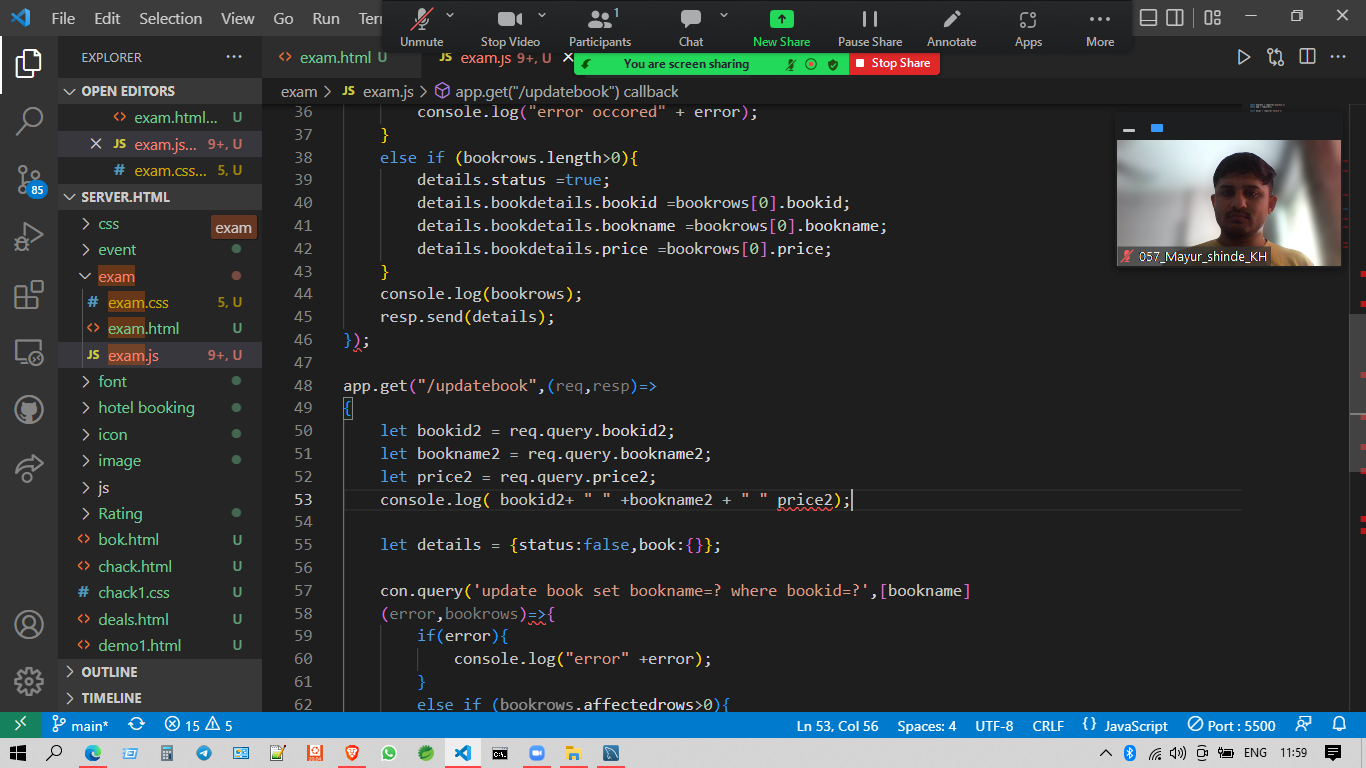 File Edit Selection View Go Run Ter
Unmute Stop Video Participants 1 Chat New Share Pause Share Annotate Apps More
You are screen sharing Stop Share
EXPLORER
exam.html U
JS exam.js 9+, U
OPEN EDITORS
exam.html... U
JS exam.js... 9+, U
# exam.css... 5, U
SERVER.HTML
css
exam
event
exam
# exam.css 5, U
exam.html U
JS exam.js 9+, U
font
hotel booking
icon
image
js
Rating
bok.html U
chack.html U
# chack1.css U
deals.html U
demo1.html U
OUTLINE
TIMELINE
85
exam > JS exam.js > app.get("/updatebook") callback
36 console.log("error occored" + error);
37 }
38 else if (bookrows.length>0){
39 details.status =true;
40 details.bookdetails.bookid =bookrows[0].bookid;
41 details.bookdetails.bookname =bookrows[0].bookname;
42 details.bookdetails.price =bookrows[0].price;
43 }
44 console.log(bookrows);
45 resp.send(details);
46 });
47
48 app.get("/updatebook",(req,resp)=>
49 {
50 let bookid2 = req.query.bookid2;
51 let bookname2 = req.query.bookname2;
52 let price2 = req.query.price2;
53 console.log( bookid2+ " " +bookname2 + " " price2);
54
55 let details = {status:false,book:{}};
56
57 con.query('update book set bookname=? where bookid=?',[bookname]
58 (error,bookrows)=>{
59 if(error){
60 console.log("error" +error);
61 }
62 else if (bookrows.affectedrows>0){
057_Mayur_shinde_KH
main* 15 5 Ln 53, Col 56 Spaces: 4 UTF-8 CRLF {} JavaScript Port : 5500
ENG 11:59